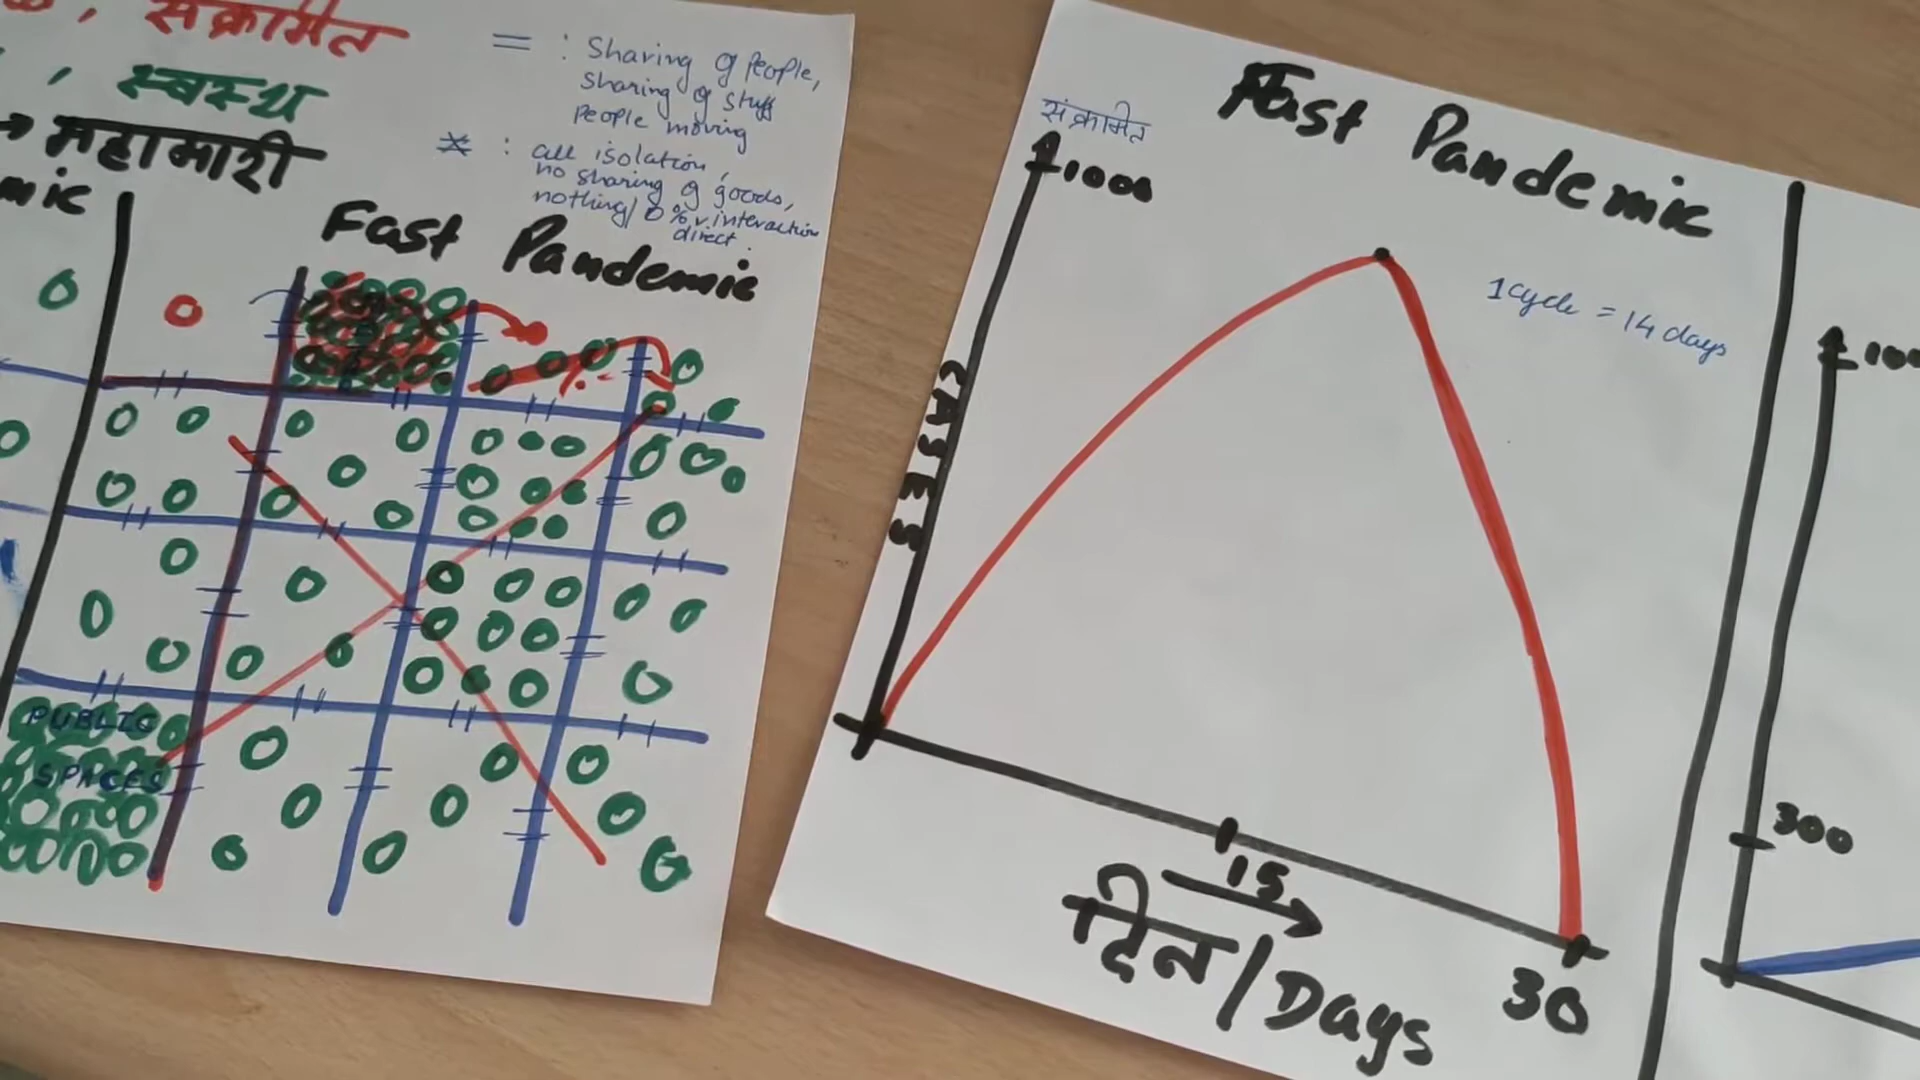 , संक्रामित
, स्वस्थ
→ महामारी
mic
= : Sharing of People,
Sharing of stuff
People moving
* : all isolation,
no sharing of goods,
nothing/ 0% interaction
direct
Fast Pandemic
PUBLIC
SPACES
Fast Pandemic
संक्रामित
1000
1 cycle = 14 days
CASES
15
30
दिन/Days
100
300